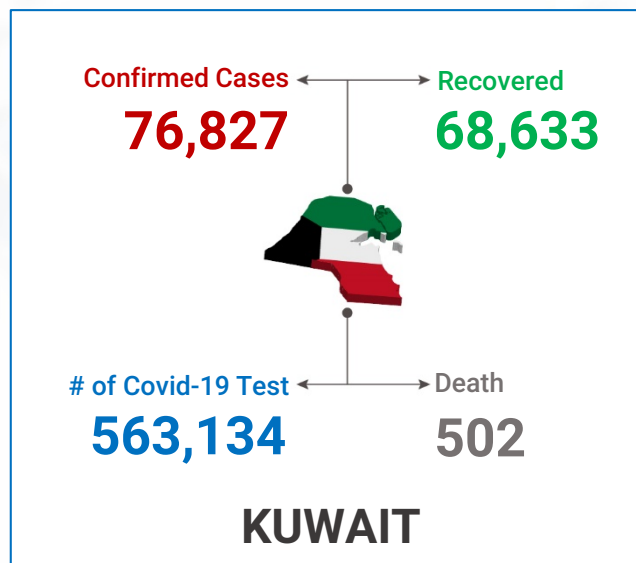 Confirmed Cases
76,827
Recovered
68,633
# of Covid-19 Test
563,134
Death
502
KUWAIT